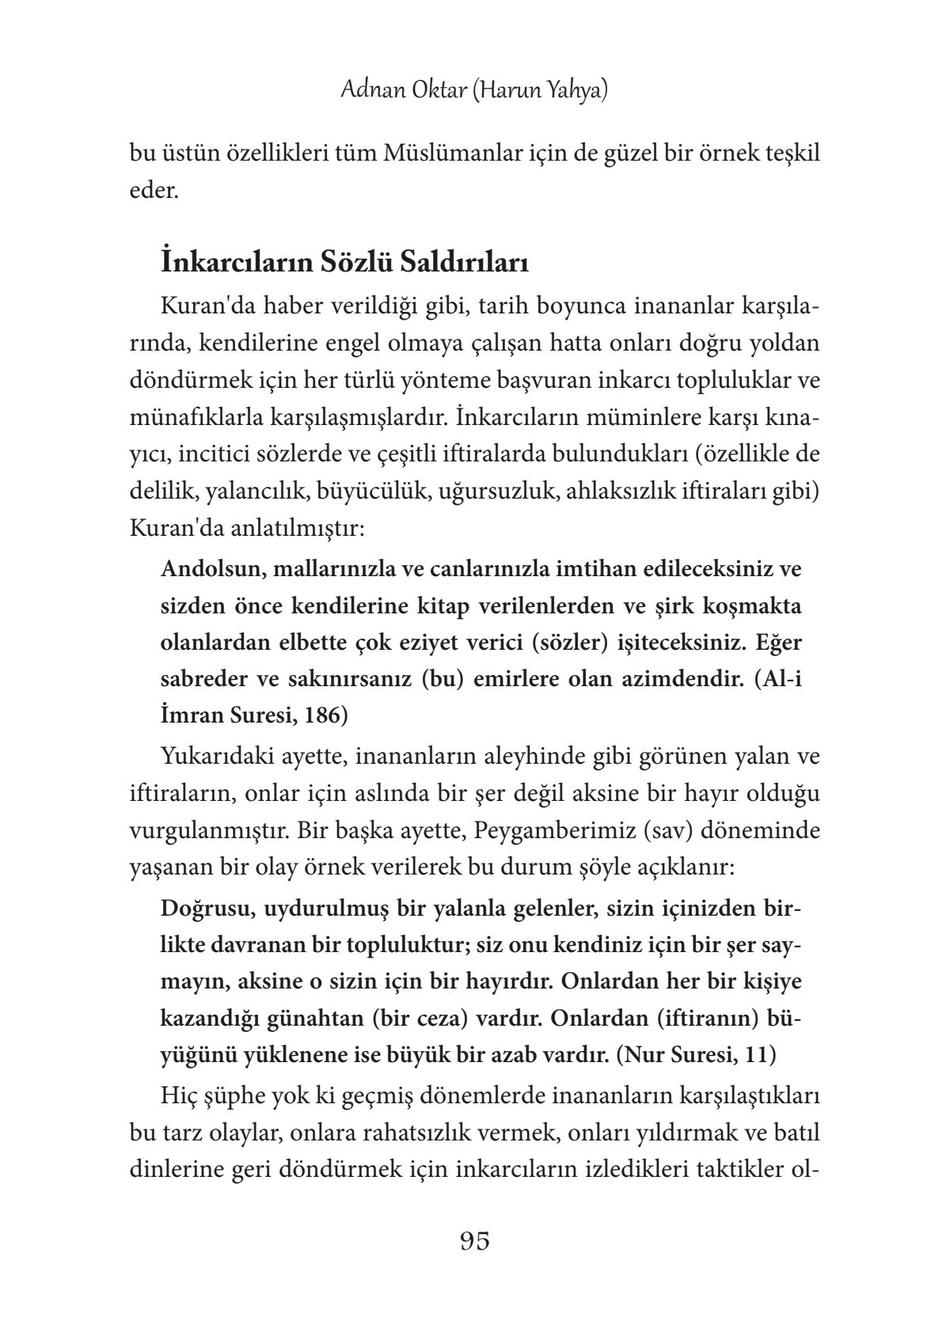 Adnan Oktar (Harun Yahya)
bu üstün özellikleri tüm Müslümanlar için de güzel bir örnek teşkil
eder.
İnkarcıların Sözlü Saldırıları
Kuran'da haber verildiği gibi, tarih boyunca inananlar karşıla-
rında, kendilerine engel olmaya çalışan hatta onları doğru yoldan
döndürmek için her türlü yönteme başvuran inkarcı topluluklar ve
münafıklarla karşılaşmışlardır. İnkarcıların müminlere karşı kına-
yıcı, incitici sözlerde ve çeşitli iftiralarda bulundukları (özellikle de
delilik, yalancılık, büyücülük, uğursuzluk, ahlaksızlık iftiraları gibi)
Kuran'da anlatılmıştır:
Andolsun, mallarınızla ve canlarınızla imtihan edileceksiniz ve
sizden önce kendilerine kitap verilenlerden ve şirk koşmakta
olanlardan elbette çok eziyet verici (sözler) işiteceksiniz. Eğer
sabreder ve sakınırsanız (bu) emirlere olan azimdendir. (Al-i
İmran Suresi, 186)
Yukarıdaki ayette, inananların aleyhinde gibi görünen yalan ve
iftiraların, onlar için aslında bir şer değil aksine bir hayır olduğu
vurgulanmıştır. Bir başka ayette, Peygamberimiz (sav) döneminde
yaşanan bir olay örnek verilerek bu durum şöyle açıklanır:
Doğrusu, uydurulmuş bir yalanla gelenler, sizin içinizden bir-
likte davranan bir topluluktur; siz onu kendiniz için bir şer say-
mayın, aksine o sizin için bir hayırdır. Onlardan her bir kişiye
kazandığı günahtan (bir ceza) vardır. Onlardan (iftiranın) bü-
yüğünü yüklenene ise büyük bir azab vardır. (Nur Suresi, 11)
Hiç şüphe yok ki geçmiş dönemlerde inananların karşılaştıkları
bu tarz olaylar, onlara rahatsızlık vermek, onları yıldırmak ve batıl
dinlerine geri döndürmek için inkarcıların izledikleri taktikler ol-
95